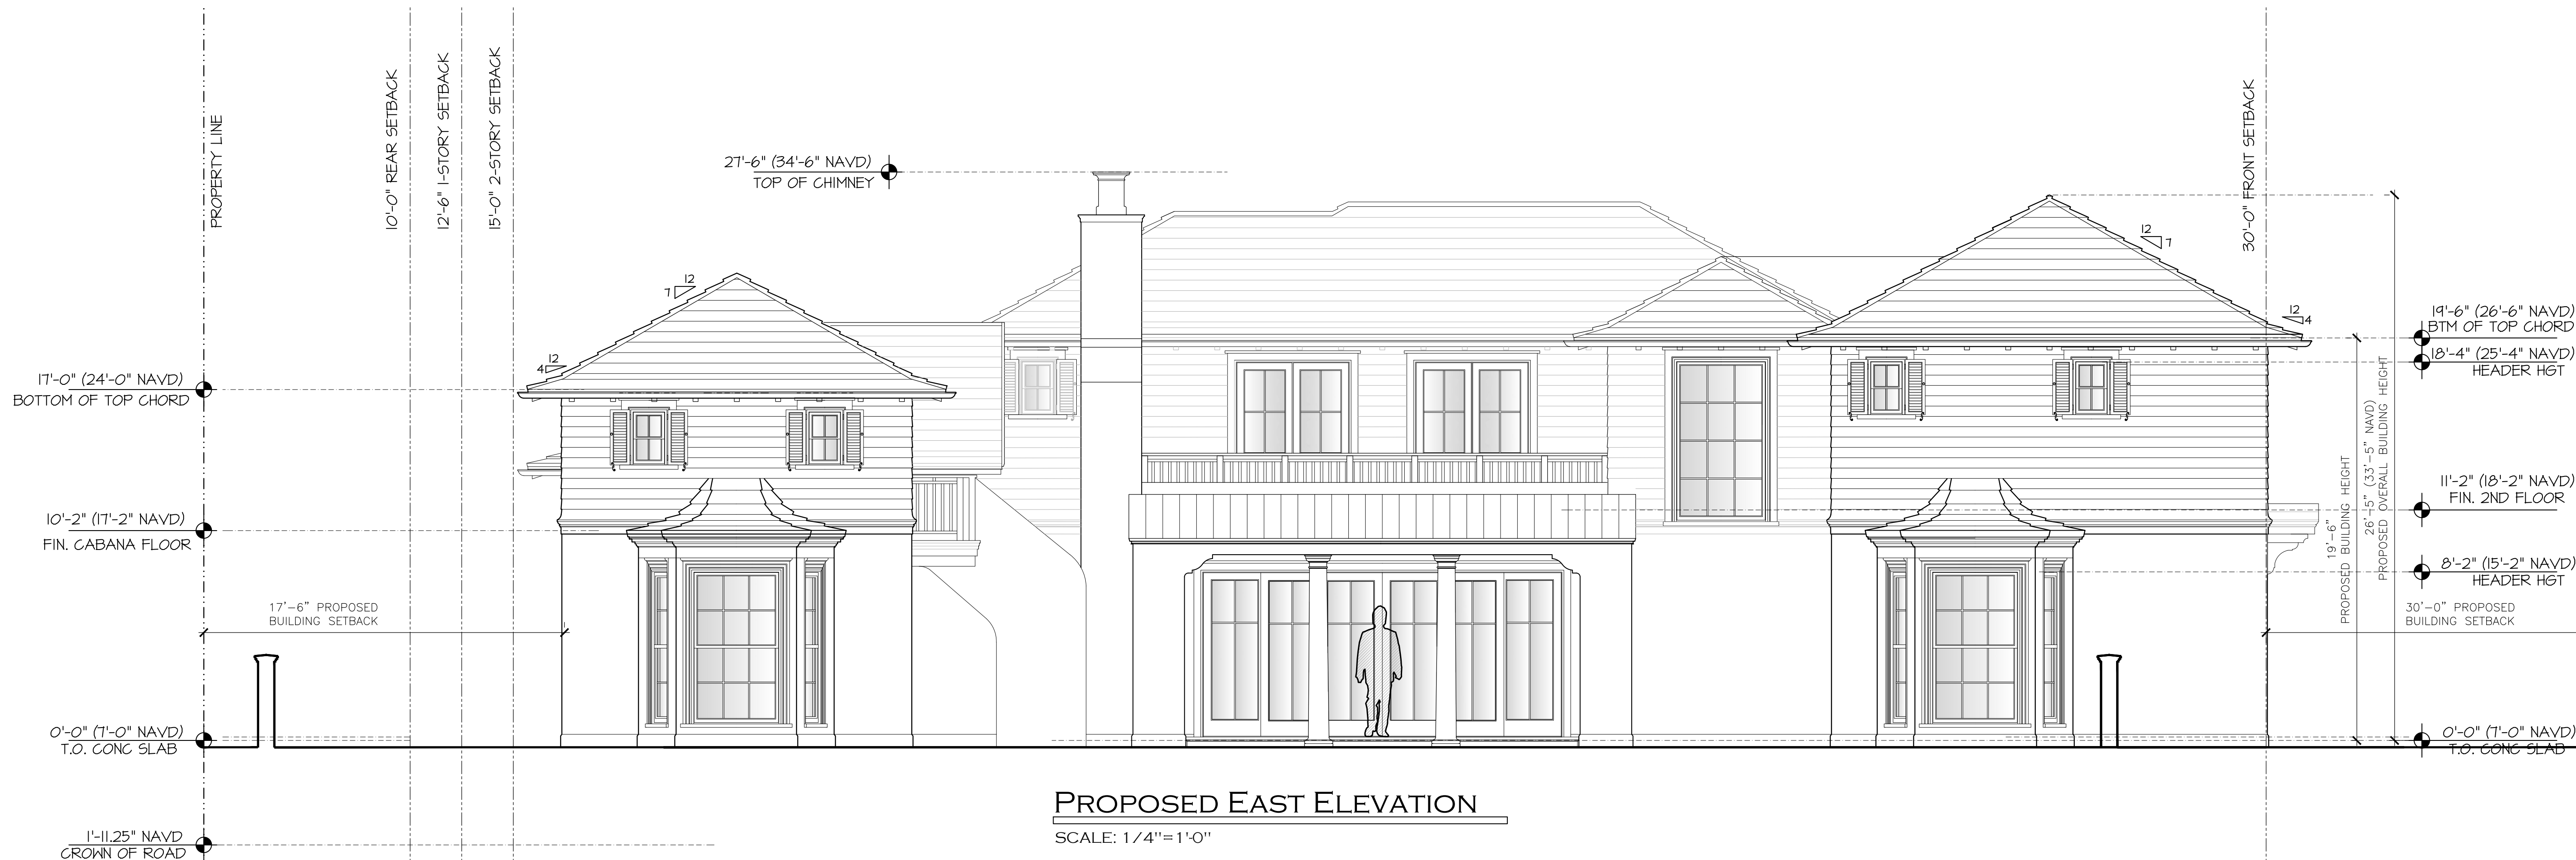 PROPERTY LINE
10'-0" REAR SETBACK
12'-6" 1-STORY SETBACK
15'-0" 2-STORY SETBACK
27'-6" (34'-6" NAVD)
TOP OF CHIMNEY
30'-0" FRONT SETBACK
12
7
12
4
12
7
12
4
17'-0" (24'-0" NAVD)
BOTTOM OF TOP CHORD
10'-2" (17'-2" NAVD)
FIN. CABANA FLOOR
17'-6" PROPOSED
BUILDING SETBACK
0'-0" (7'-0" NAVD)
T.O. CONC SLAB
1'-11.25" NAVD
CROWN OF ROAD
19'-6" (26'-6" NAVD)
BTM OF TOP CHORD
18'-4" (25'-4" NAVD)
HEADER HGT
11'-2" (18'-2" NAVD)
FIN. 2ND FLOOR
8'-2" (15'-2" NAVD)
HEADER HGT
19'-6"
PROPOSED BUILDING HEIGHT
26'-5" (33'-5" NAVD)
PROPOSED OVERALL BUILDING HEIGHT
30'-0" PROPOSED
BUILDING SETBACK
0'-0" (7'-0" NAVD)
T.O. CONC SLAB
PROPOSED EAST ELEVATION
SCALE: 1/4"=1'-0"